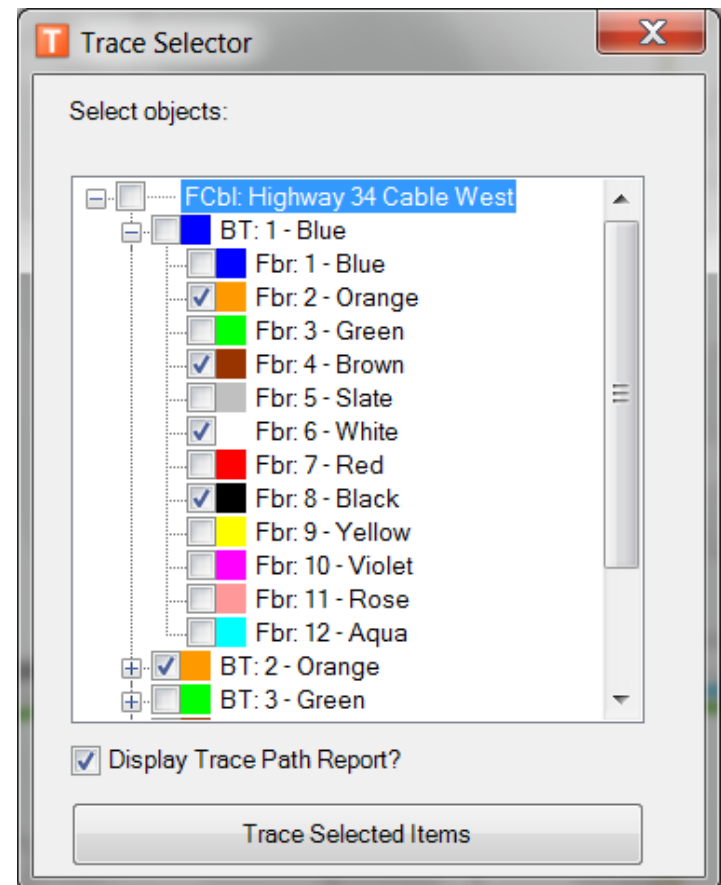 T Trace Selector
X
Select objects:
FCbl: Highway 34 Cable West
BT: 1 - Blue
Fbr: 1 - Blue
Fbr: 2 - Orange
Fbr: 3 - Green
Fbr: 4 - Brown
Fbr: 5 - Slate
Fbr: 6 - White
Fbr: 7 - Red
Fbr: 8 - Black
Fbr: 9 - Yellow
Fbr: 10 - Violet
Fbr: 11 - Rose
Fbr: 12 - Aqua
BT: 2 - Orange
BT: 3 - Green
Display Trace Path Report?
Trace Selected Items